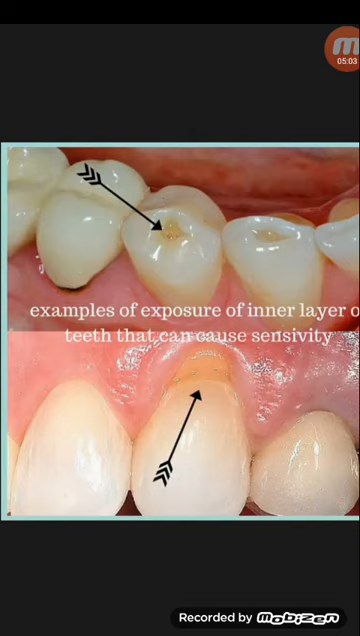 05:03
examples of exposure of inner layer o
teeth that can cause sensivity
Recorded by mobizen